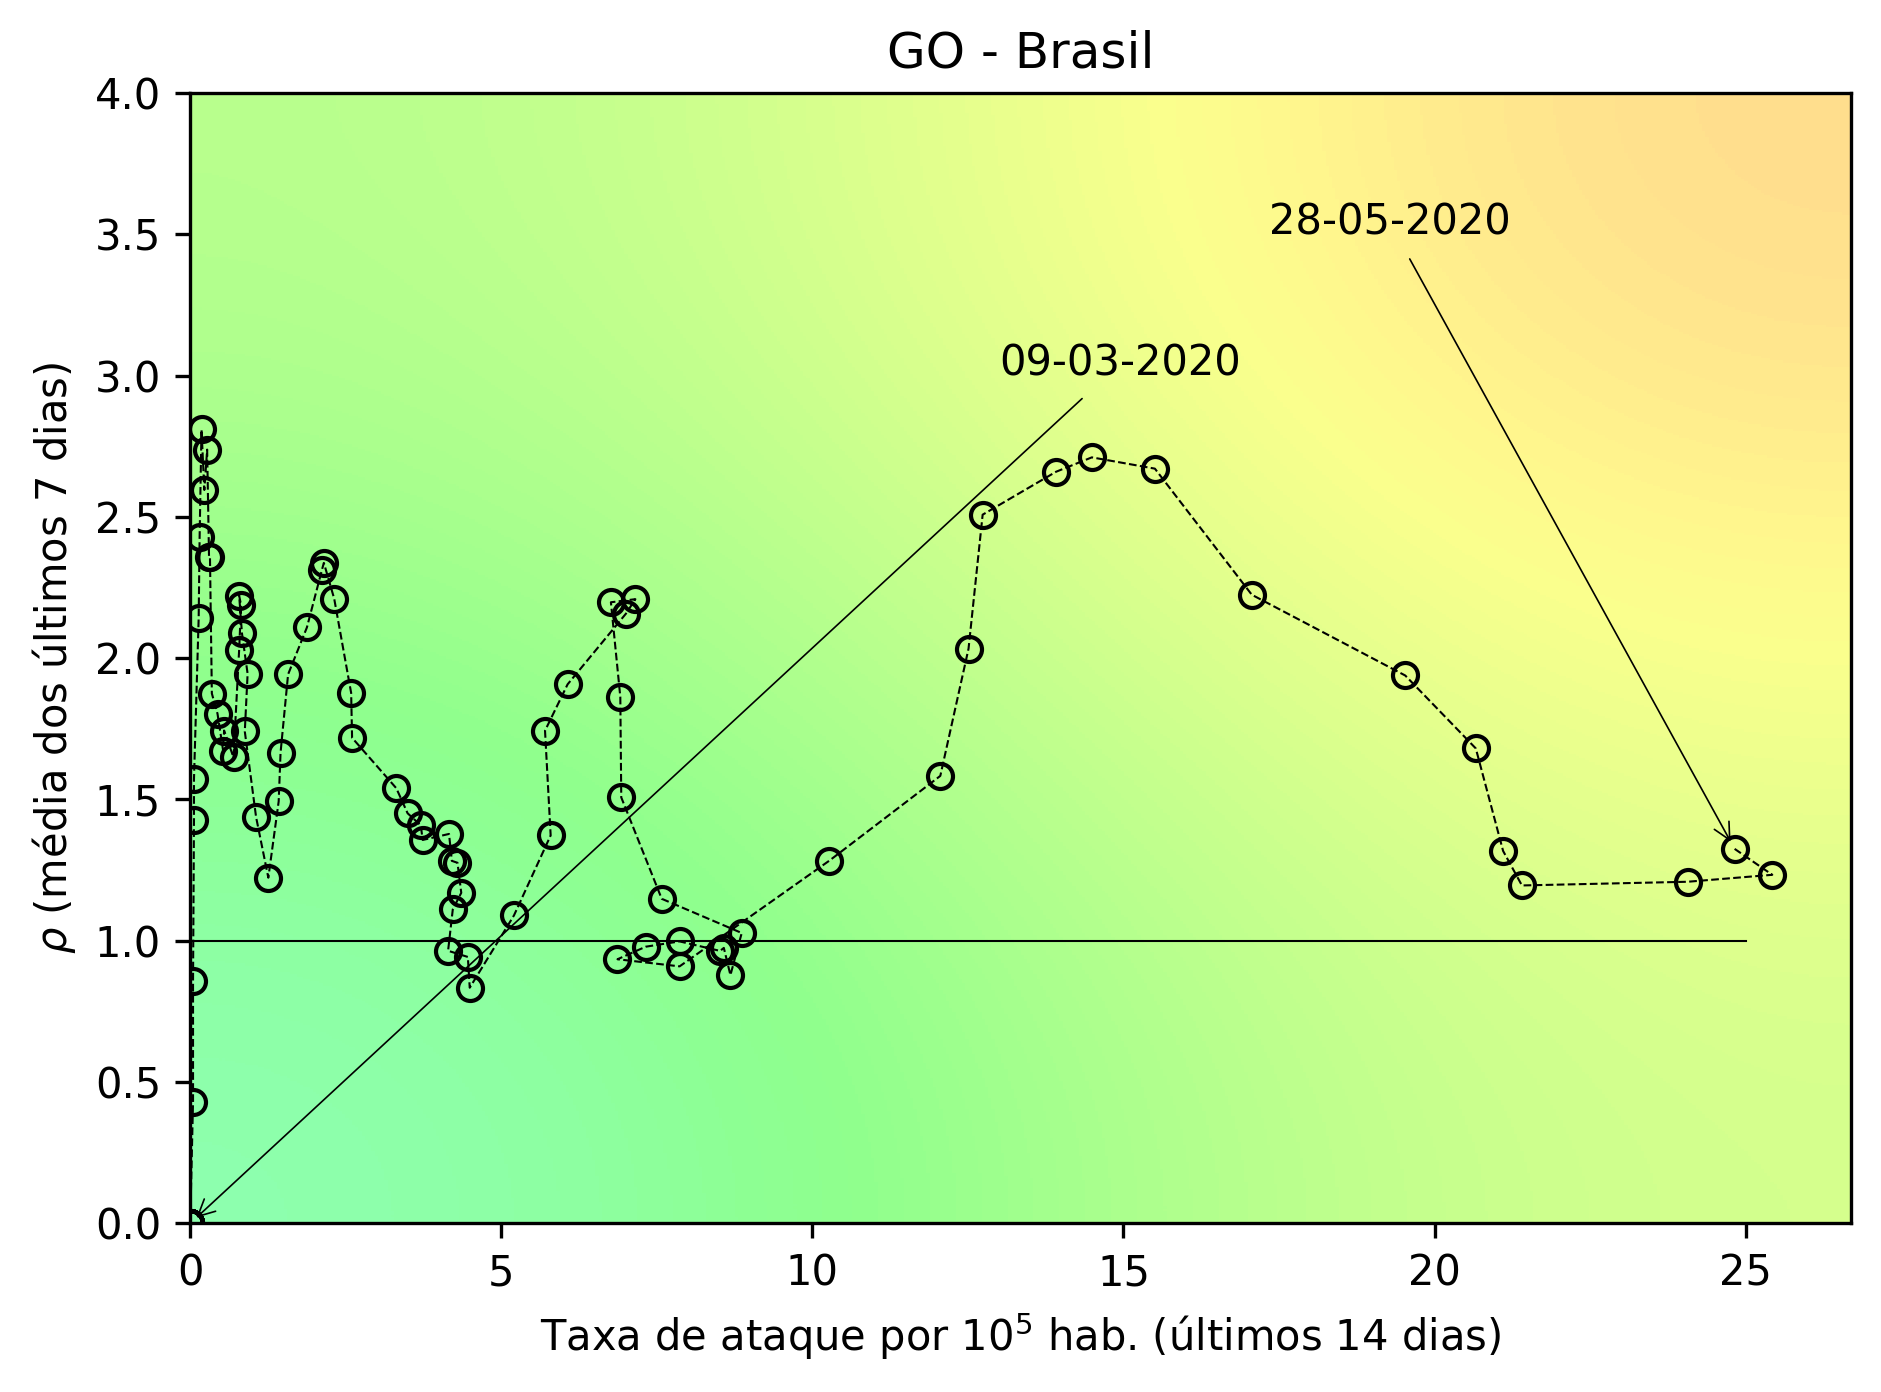 GO - Brasil
4.0
3.5
3.0
2.5
2.0
1.5
1.0
0.5
0.0
ρ (média dos últimos 7 dias)
28-05-2020
09-03-2020
0 5 10 15 20 25
Taxa de ataque por 10⁵ hab. (últimos 14 dias)